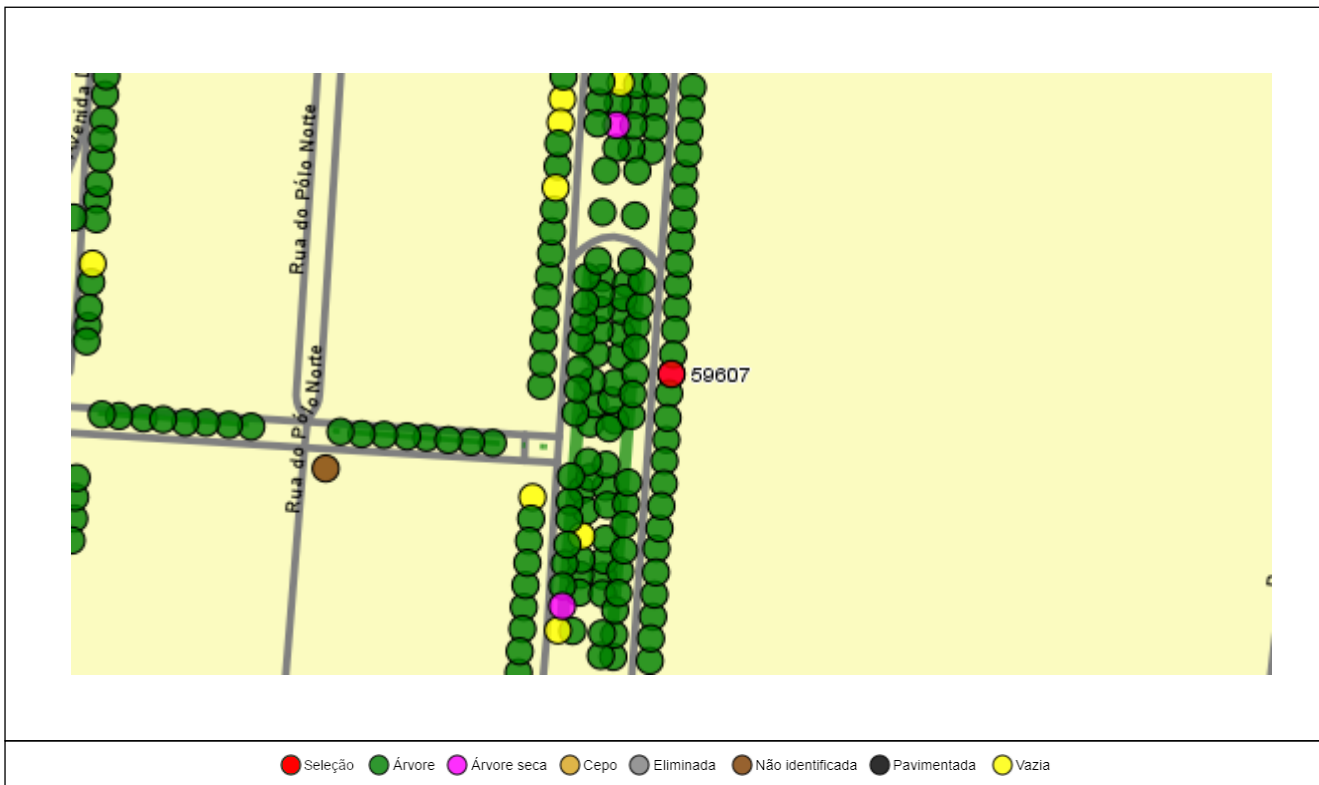 Avenida
Rua do Pólo Norte
59607
Rua do Pólo Norte
Seleção
Árvore
Árvore seca
Cepo
Eliminada
Não identificada
Pavimentada
Vazia